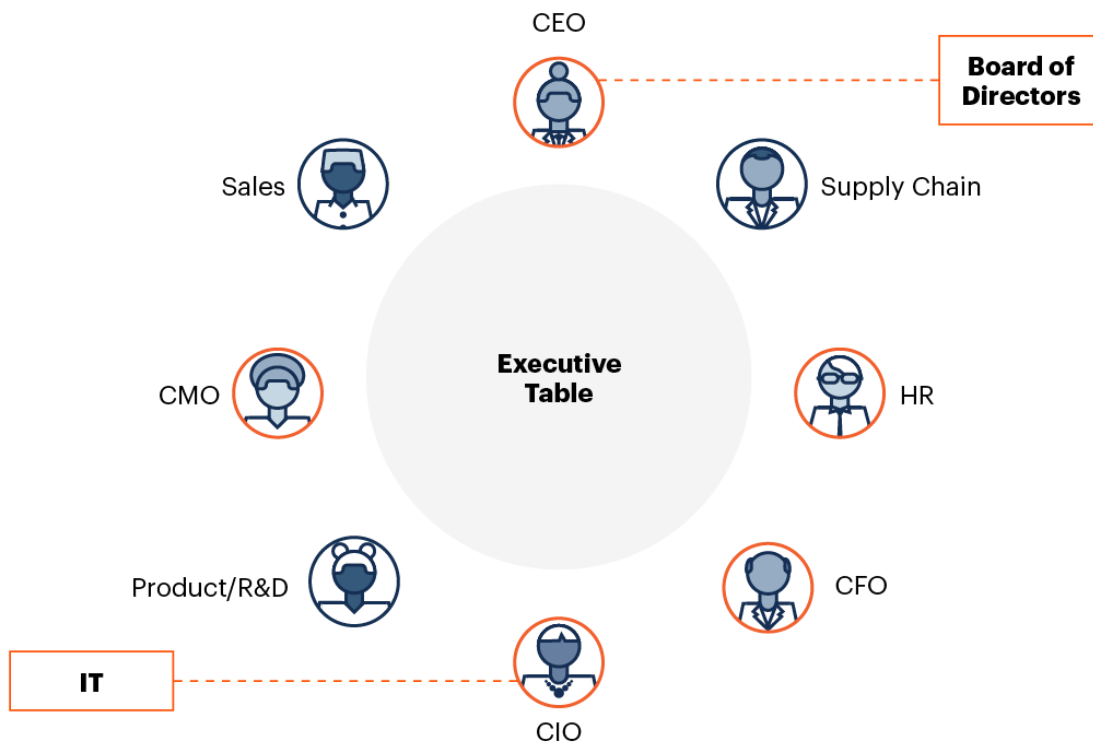 CEO
Board of
Directors
Sales
Supply Chain
Executive
Table
CMO
HR
Product/R&D
CFO
IT
CIO